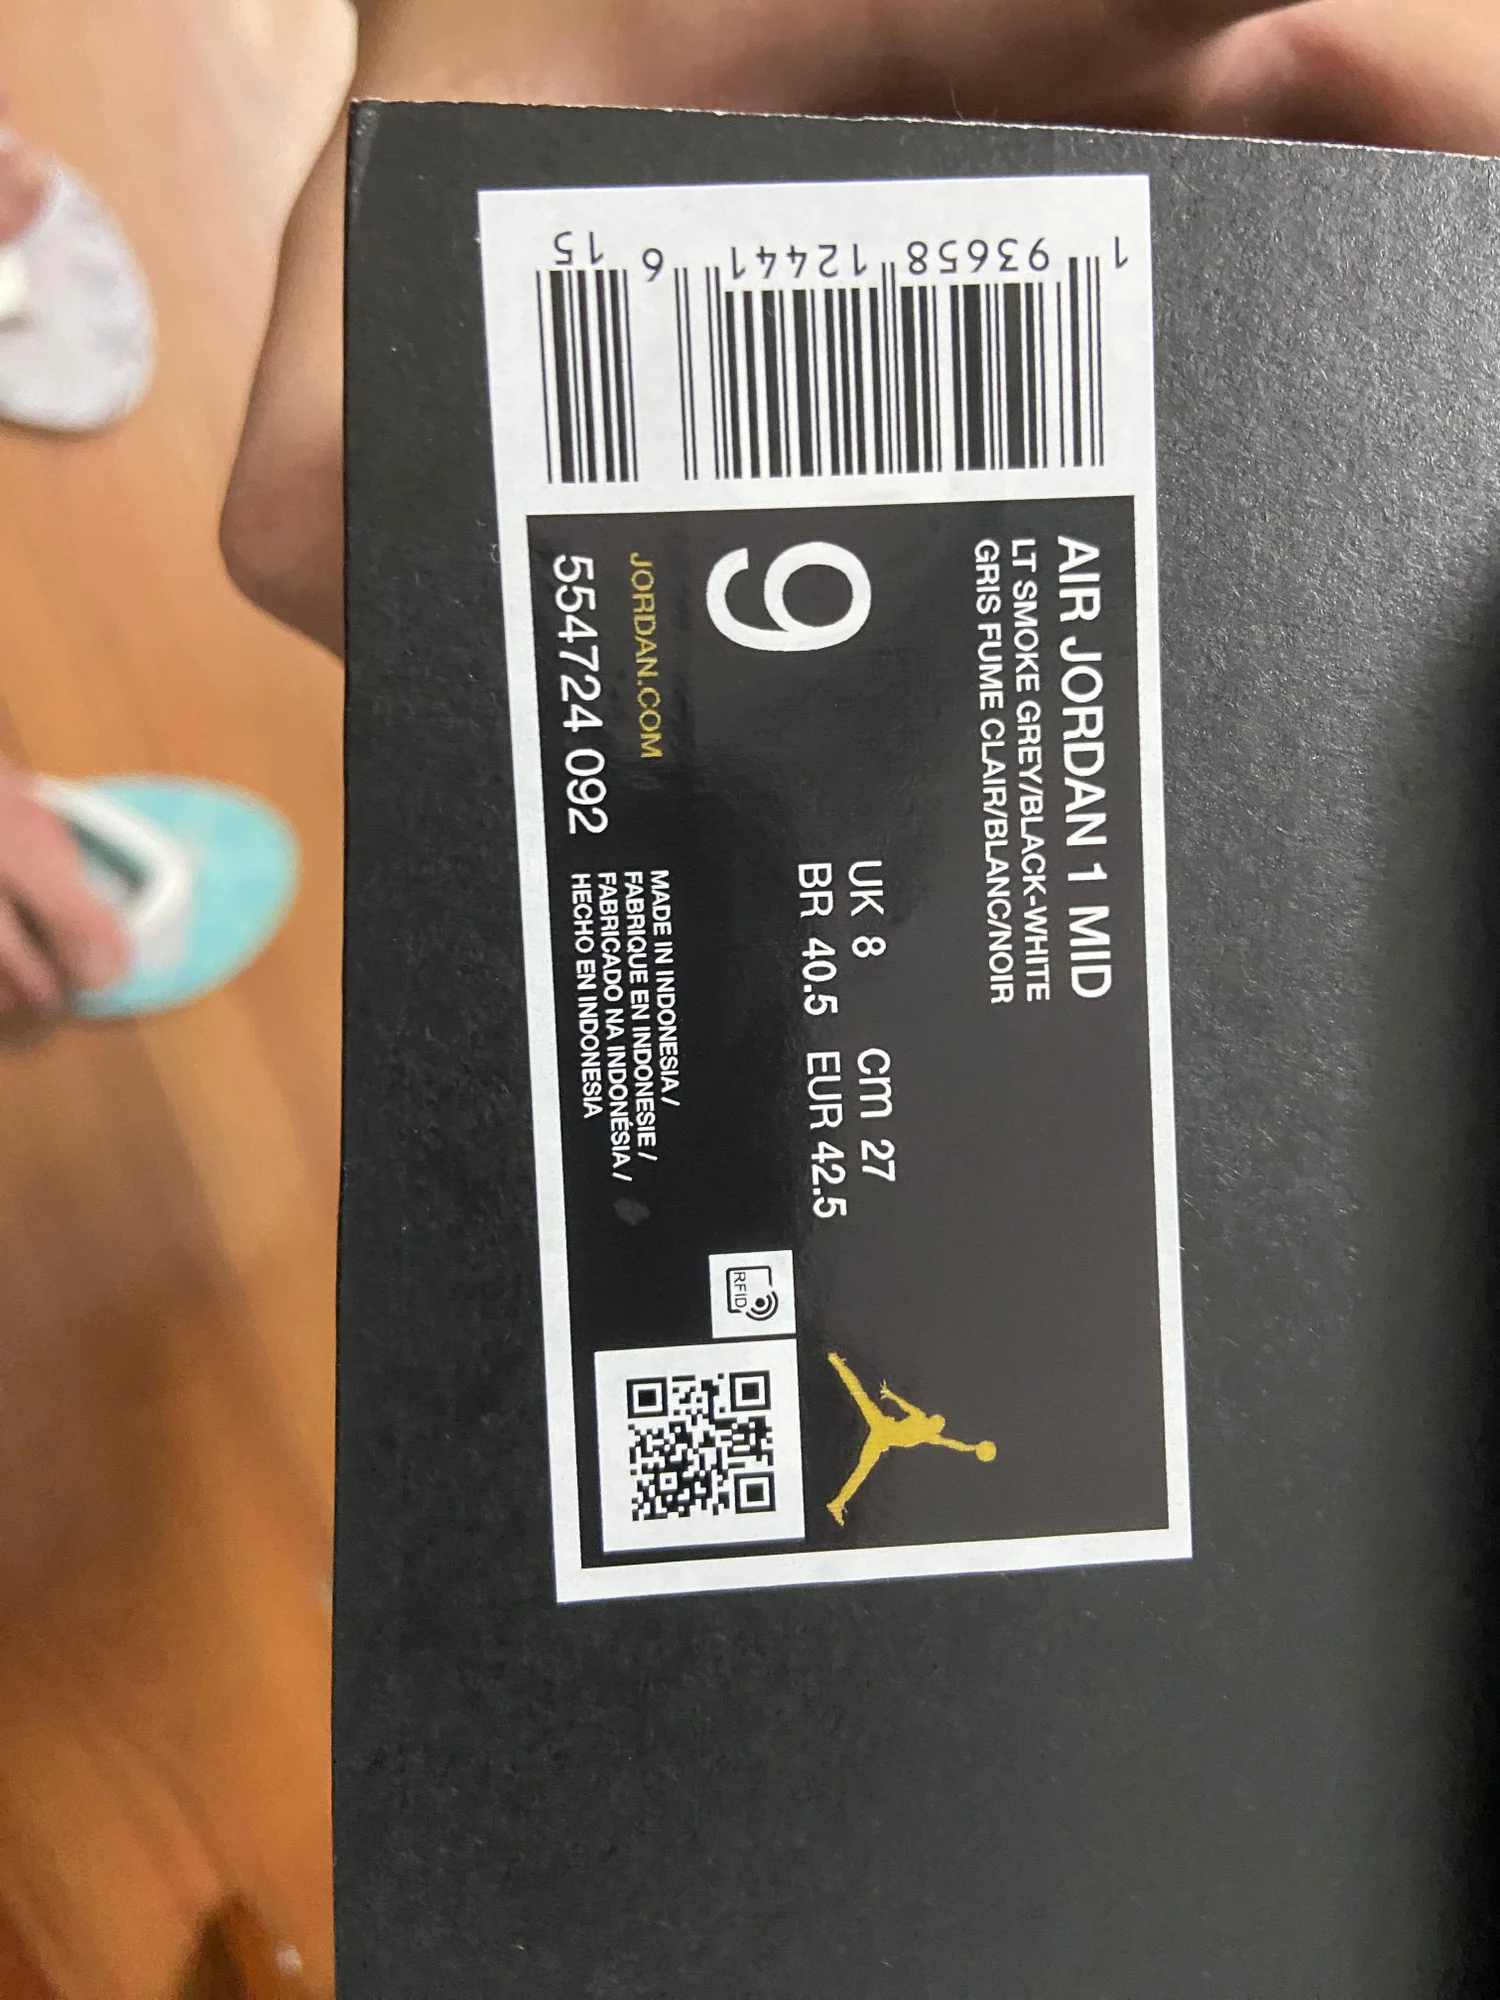 AIR JORDAN 1 MID
LT SMOKE GREY/BLACK-WHITE
GRIS FUME CLAIR/BLANC/NOIR
9
UK 8 Cm 27
BR 40.5 EUR 42.5
JORDAN.COM
554724 092
MADE IN INDONESIA /
FABRIQUE EN INDONESIE /
FABRICADO NA INDONÉSIA /
HECHO EN INDONESIA
RFID
1 93658 12441 6 15